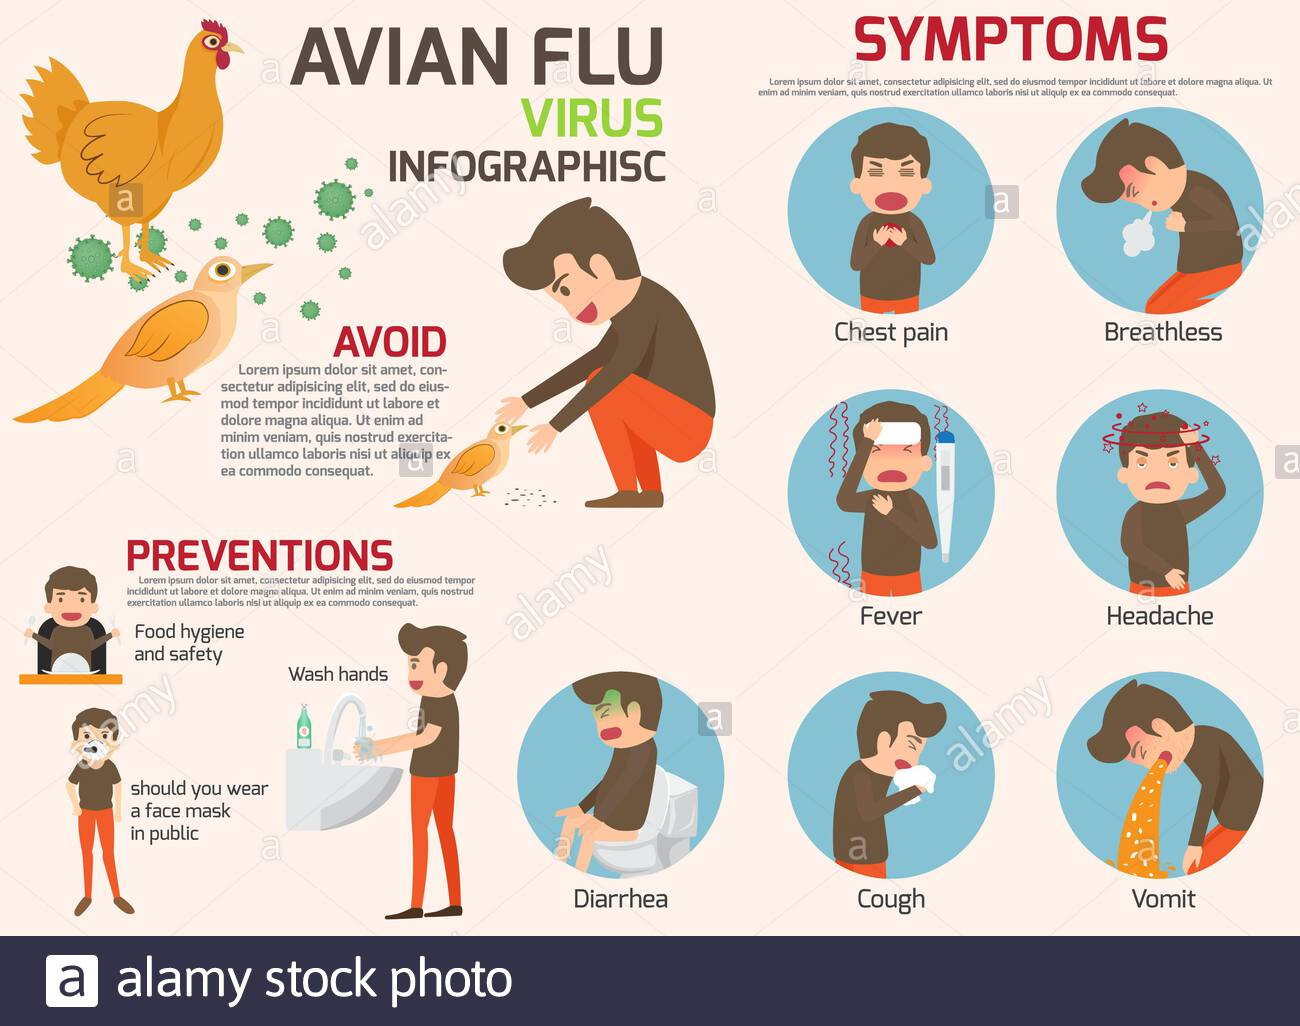 AVIAN FLU
VIRUS
INFOGRAPHISC
AVOID
Lorem ipsum dolor sit amet, con-
sectetur adipisicing elit, sed do eius-
mod tempor incididunt ut labore et
dolore magna aliqua. Ut enim ad
minim veniam, quis nostrud exercita-
tion ullamco laboris nisi ut aliquip ex
ea commodo consequat.
PREVENTIONS
Lorem ipsum dolor sit amet, consectetur adipisicing elit, sed do eiusmod tempor
incididunt ut labore et dolore magna aliqua. Ut enim ad minim veniam, quis nostrud
exercitation ullamco laboris nisi ut aliquip ex ea commodo consequat.
Food hygiene
and safety
Wash hands
should you wear
a face mask
in public
SYMPTOMS
Lorem ipsum dolor sit amet, consectetur adipisicing elit, sed do eiusmod tempor incididunt ut labore et dolore magna aliqua. Ut
enim ad minim veniam, quis nostrud exercitation ullamco laboris nisi ut aliquip ex ea commodo consequat.
Chest pain
Breathless
Fever
Headache
Diarrhea
Cough
Vomit
a alamy stock photo